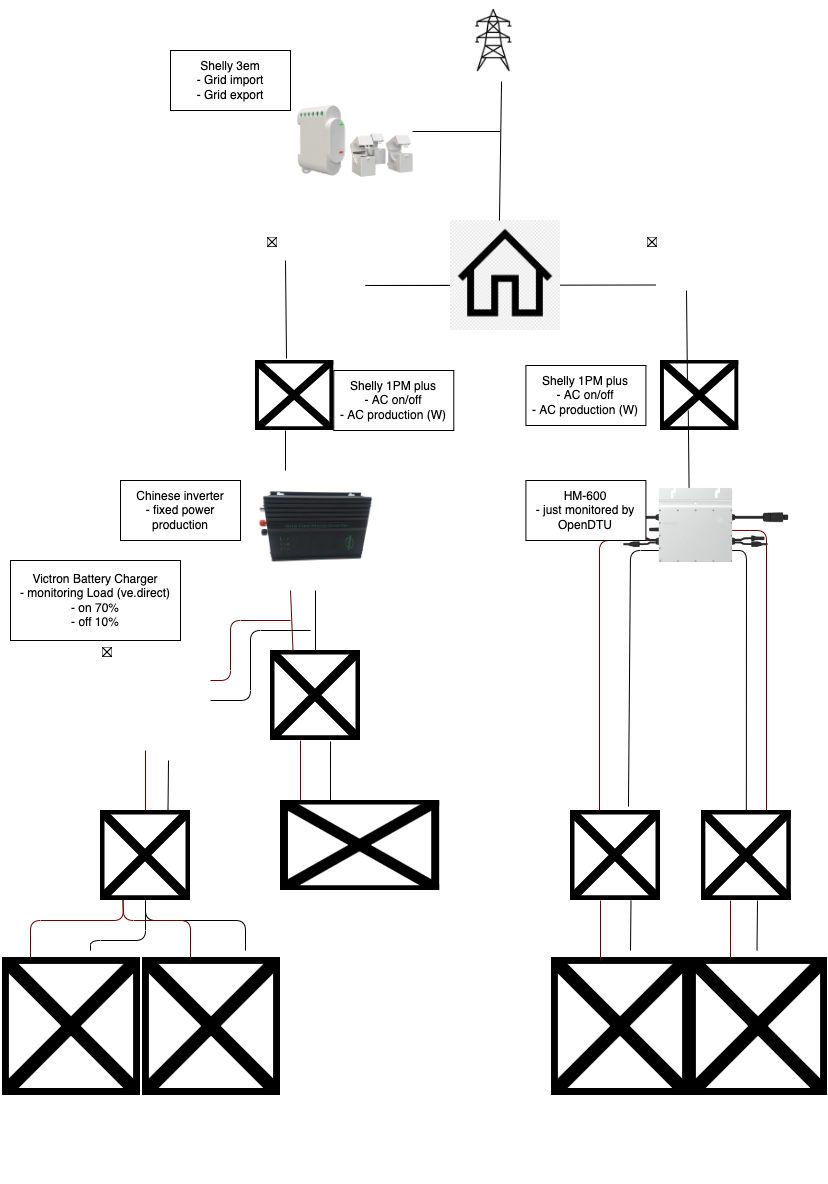 Shelly 3em
- Grid import
- Grid export
Shelly 1PM plus
- AC on/off
- AC production (W)
Shelly 1PM plus
- AC on/off
- AC production (W)
Chinese inverter
- fixed power
production
HM-600
- just monitored by
OpenDTU
Victron Battery Charger
- monitoring Load (ve.direct)
- on 70%
- off 10%